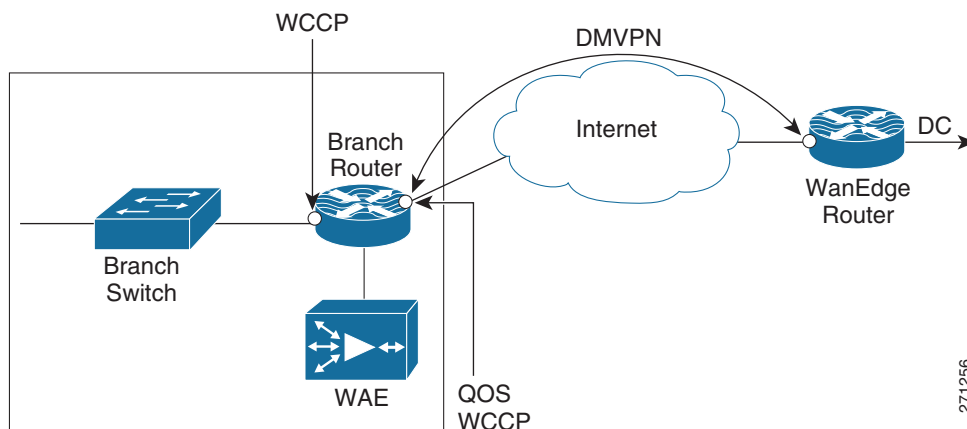 WCCP
DMVPN
Internet
DC
Branch
Router
WanEdge
Router
Branch
Switch
WAE
QOS
WCCP
271256